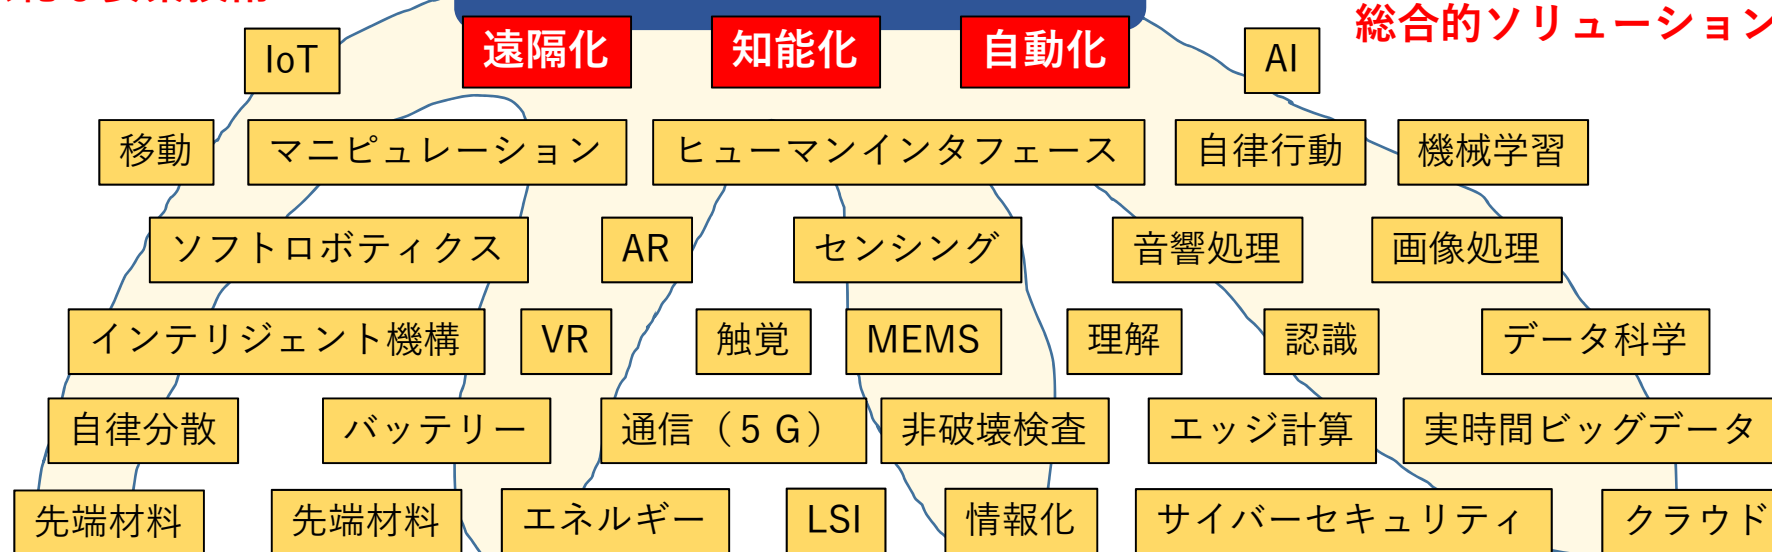 総合的ソリューション
IoT
遠隔化
知能化
自動化
AI
移動
マニピュレーション
ヒューマンインタフェース
自律行動
機械学習
ソフトロボティクス
AR
センシング
音響処理
画像処理
インテリジェント機構
VR
触覚
MEMS
理解
認識
データ科学
自律分散
バッテリー
通信（５Ｇ）
非破壊検査
エッジ計算
実時間ビッグデータ
先端材料
先端材料
エネルギー
LSI
情報化
サイバーセキュリティ
クラウド